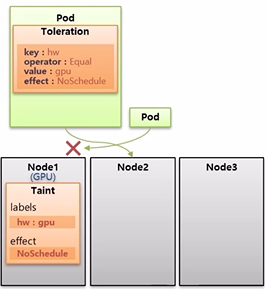 Pod
Toleration
key : hw
operator : Equal
value : gpu
effect : NoSchedule
Pod
Node1
(GPU)
Taint
labels
hw : gpu
effect
NoSchedule
Node2
Node3